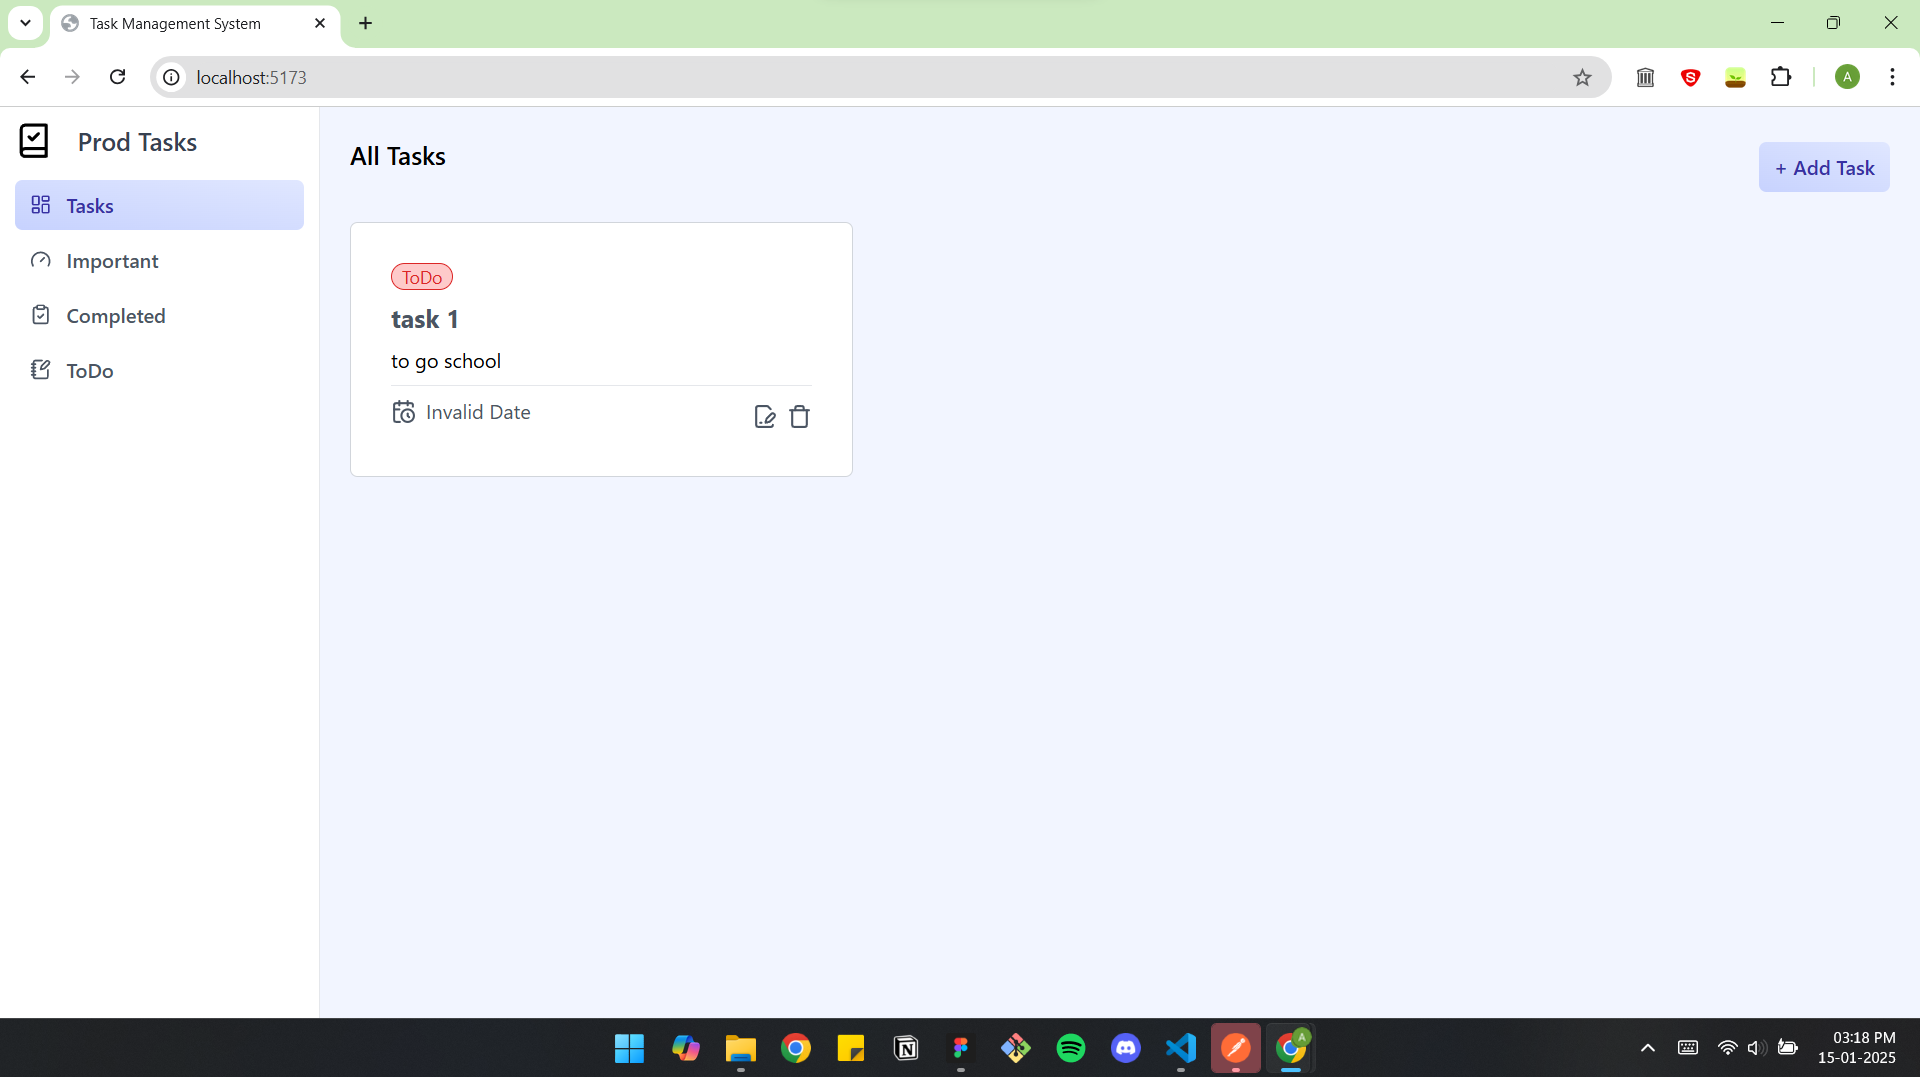 Task Management System
localhost:5173
A
Prod Tasks
All Tasks
+ Add Task
Tasks
Important
Completed
ToDo
ToDo
task 1
to go school
Invalid Date
03:18 PM
15-01-2025